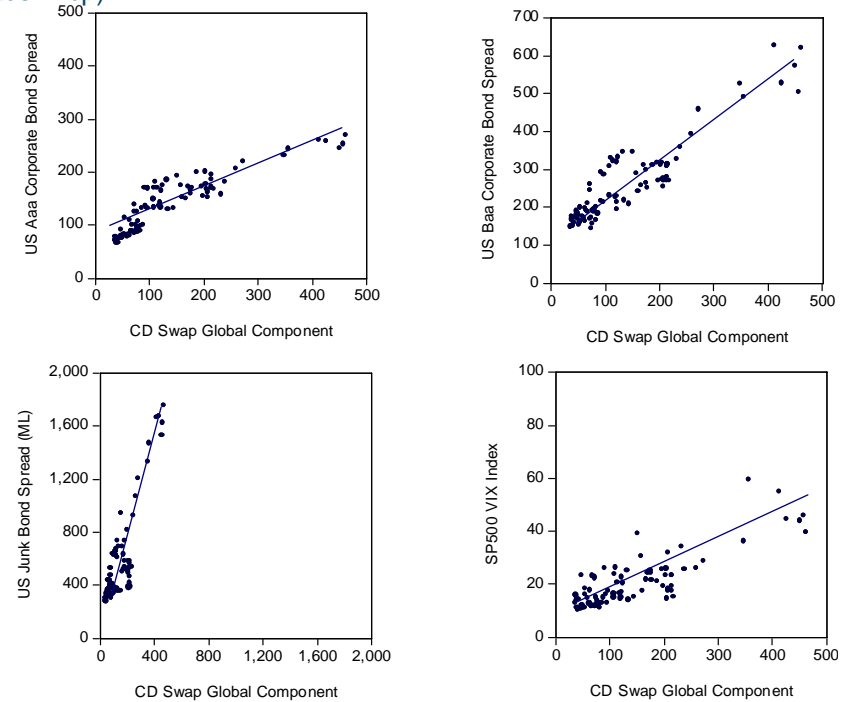 500
400
300
200
100
0
US Aaa Corporate Bond Spread
0 100 200 300 400 500
CD Swap Global Component
700
600
500
400
300
200
100
0
US Baa Corporate Bond Spread
0 100 200 300 400 500
CD Swap Global Component
2,000
1,600
1,200
800
400
0
US Junk Bond Spread (ML)
0 400 800 1,200 1,600 2,000
CD Swap Global Component
100
80
60
40
20
0
SP500 VIX Index
0 100 200 300 400 500
CD Swap Global Component